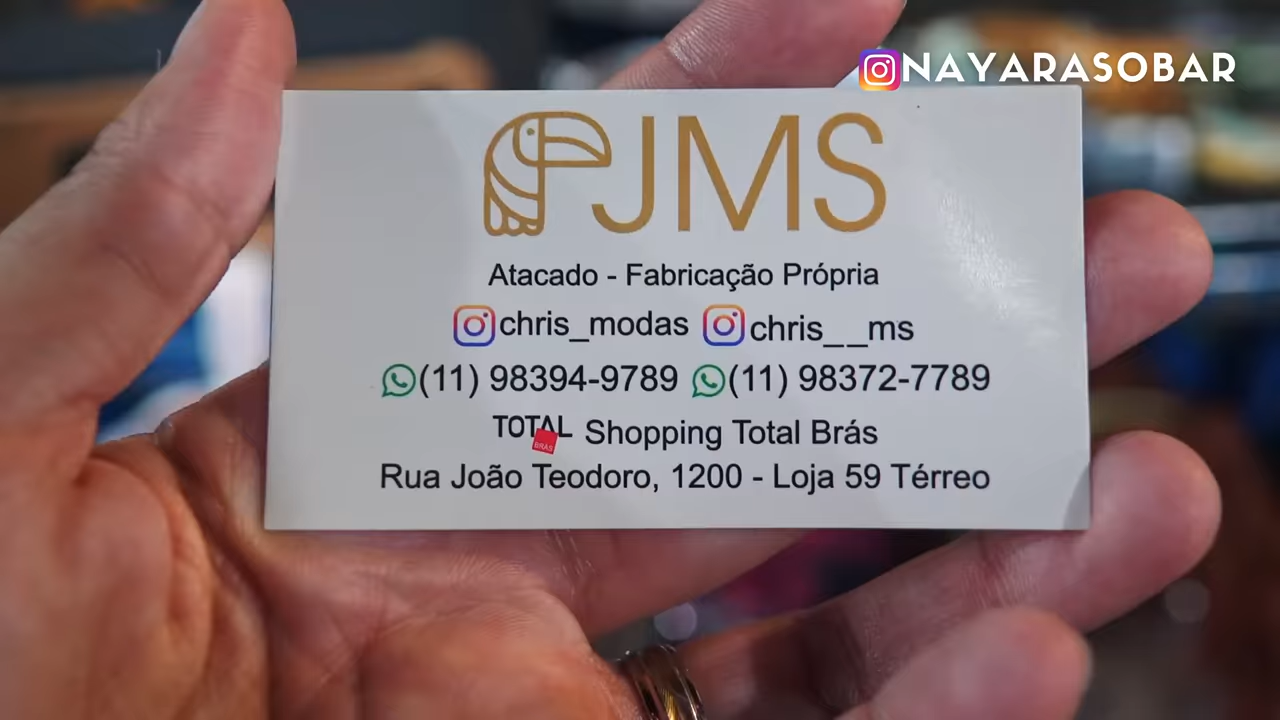 NAYARASOBAR
JMS
Atacado - Fabricação Própria
chris_modas chris__ms
(11) 98394-9789 (11) 98372-7789
TOTAL BRÁS Shopping Total Brás
Rua João Teodoro, 1200 - Loja 59 Térreo